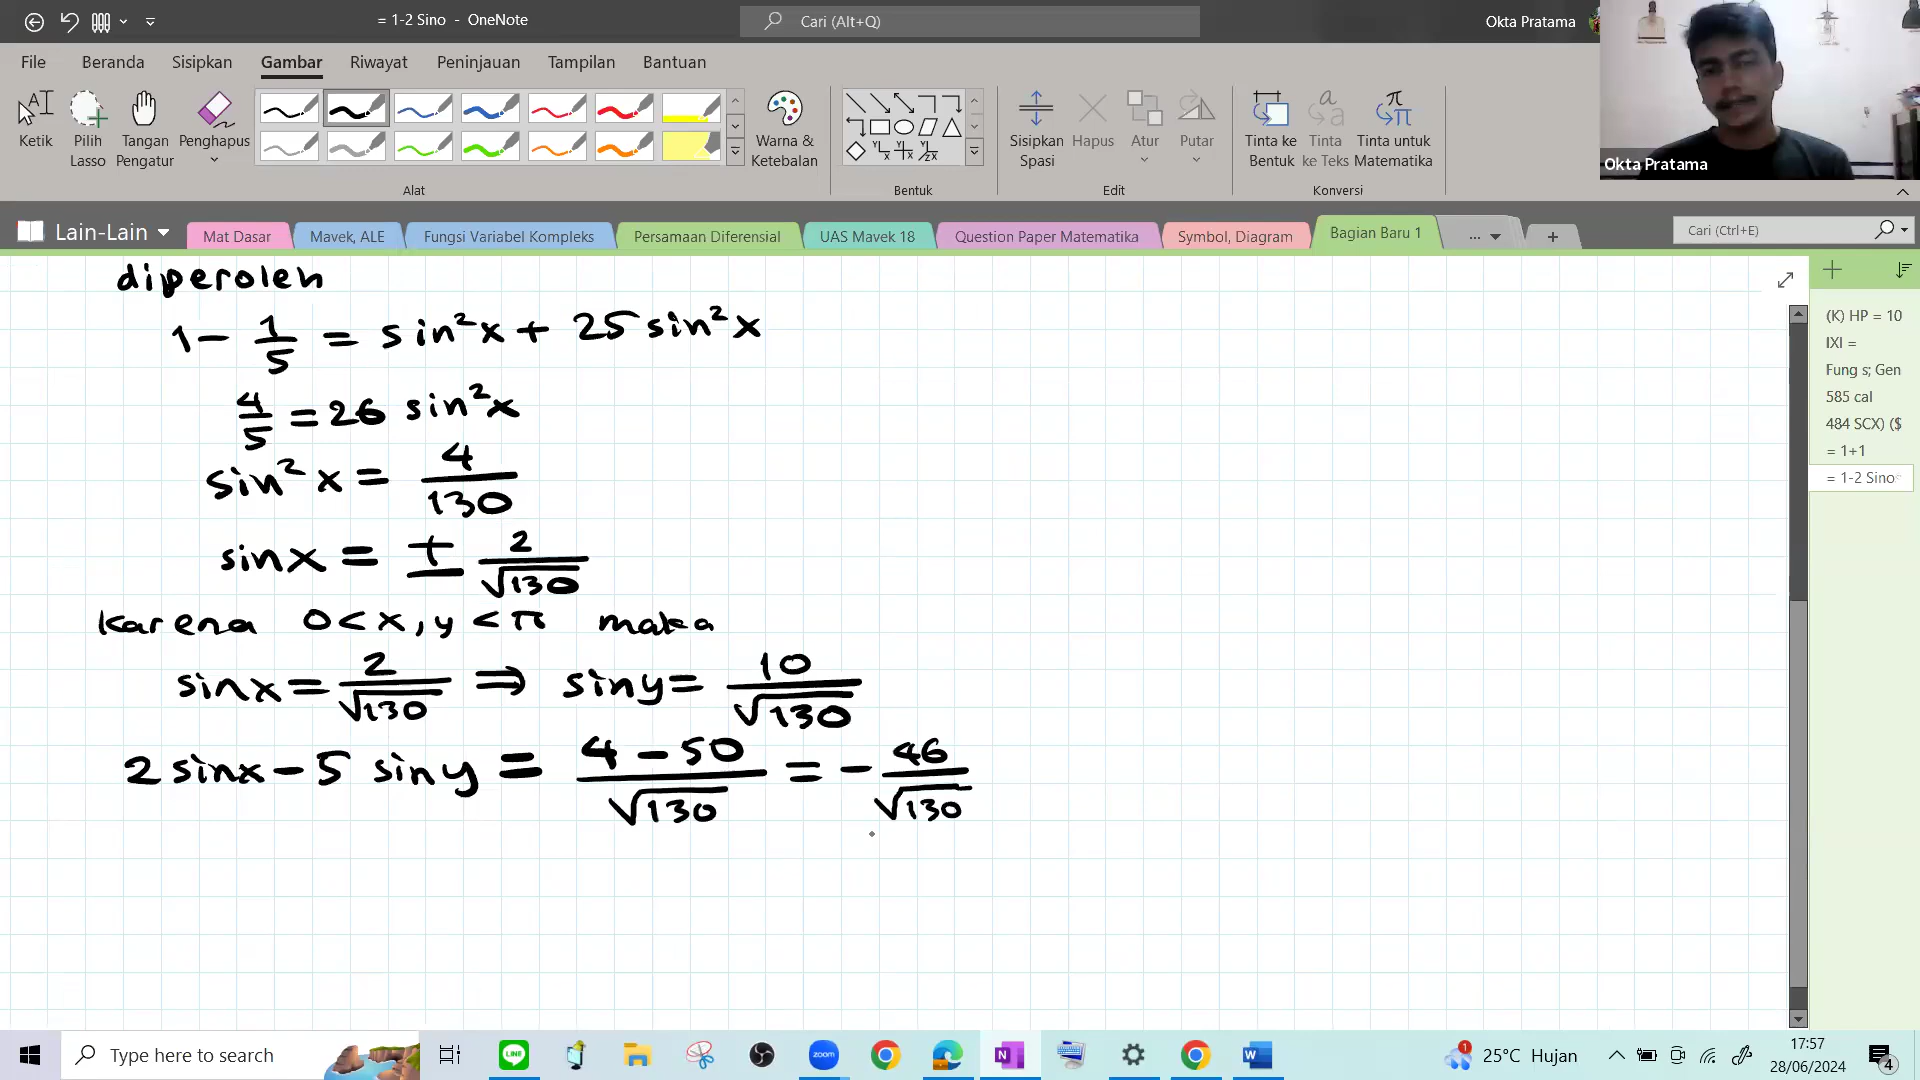 = 1-2 Sino - OneNote
Cari (Alt+Q)
Okta Pratama
File Beranda Sisipkan Gambar Riwayat Peninjauan Tampilan Bantuan
Ketik
Pilih Lasso
Tangan Pengatur
Penghapus
Warna & Ketebalan
Sisipkan Spasi
Hapus
Atur
Putar
Tinta ke Bentuk
Tinta ke Teks
Tinta untuk Matematika
Okta Pratama
Alat Bentuk Edit Konversi
Lain-Lain
Mat Dasar
Mavek, ALE
Fungsi Variabel Kompleks
Persamaan Diferensial
UAS Mavek 18
Question Paper Matematika
Symbol, Diagram
Bagian Baru 1
...
Cari (Ctrl+E)
diperoleh
1 - 1/5 = sin²x + 25 sin²x
4/5 = 26 sin²x
sin²x = 4/130
sinx = ± 2/√130
karena 0 < x, y < π maka
sinx = 2/√130 ⇒ siny = 10/√130
2 sinx - 5 siny = (4 - 50)/√130 = - 46/√130
(K) HP = 10
IXI =
Fung s; Gen
585 cal
484 SCX) ($
= 1+1
= 1-2 Sino
Type here to search
LINE
zoom
1
25°C Hujan
17:57
28/06/2024
4